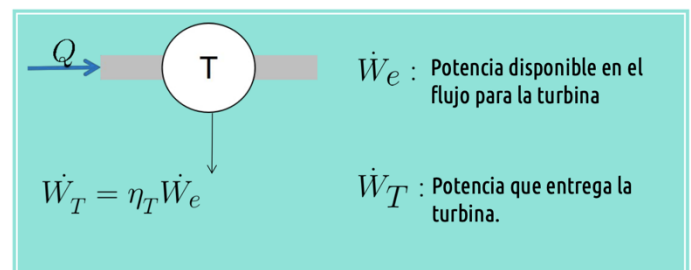 Q
T
Ẇe : Potencia disponible en el
flujo para la turbina
ẆT = ηT Ẇe
ẆT : Potencia que entrega la
turbina.